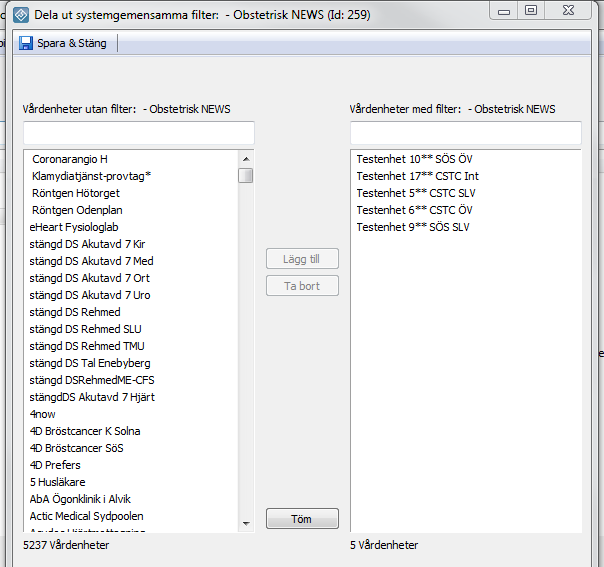 Dela ut systemgemensamma filter: - Obstetrisk NEWS (Id: 259)
Spara & Stäng
Vårdenheter utan filter: - Obstetrisk NEWS
Coronarangio H
Klamydiatjänst-provtag*
Röntgen Hötorget
Röntgen Odenplan
eHeart Fysiologlab
stängd DS Akutavd 7 Kir
stängd DS Akutavd 7 Med
stängd DS Akutavd 7 Ort
stängd DS Akutavd 7 Uro
stängd DS Rehmed
stängd DS Rehmed SLU
stängd DS Rehmed TMU
stängd DS Tal Enebyberg
stängd DSRehmedME-CFS
stängdDS Akutavd 7 Hjärt
4now
4D Bröstcancer K Solna
4D Bröstcancer SöS
4D Prefers
5 Husläkare
AbA Ögonklinik i Alvik
Actic Medical Sydpoolen
5237 Vårdenheter
Lägg till
Ta bort
Töm
Vårdenheter med filter: - Obstetrisk NEWS
Testenhet 10** SÖS ÖV
Testenhet 17** CSTC Int
Testenhet 5** CSTC SLV
Testenhet 6** CSTC ÖV
Testenhet 9** SÖS SLV
5 Vårdenheter